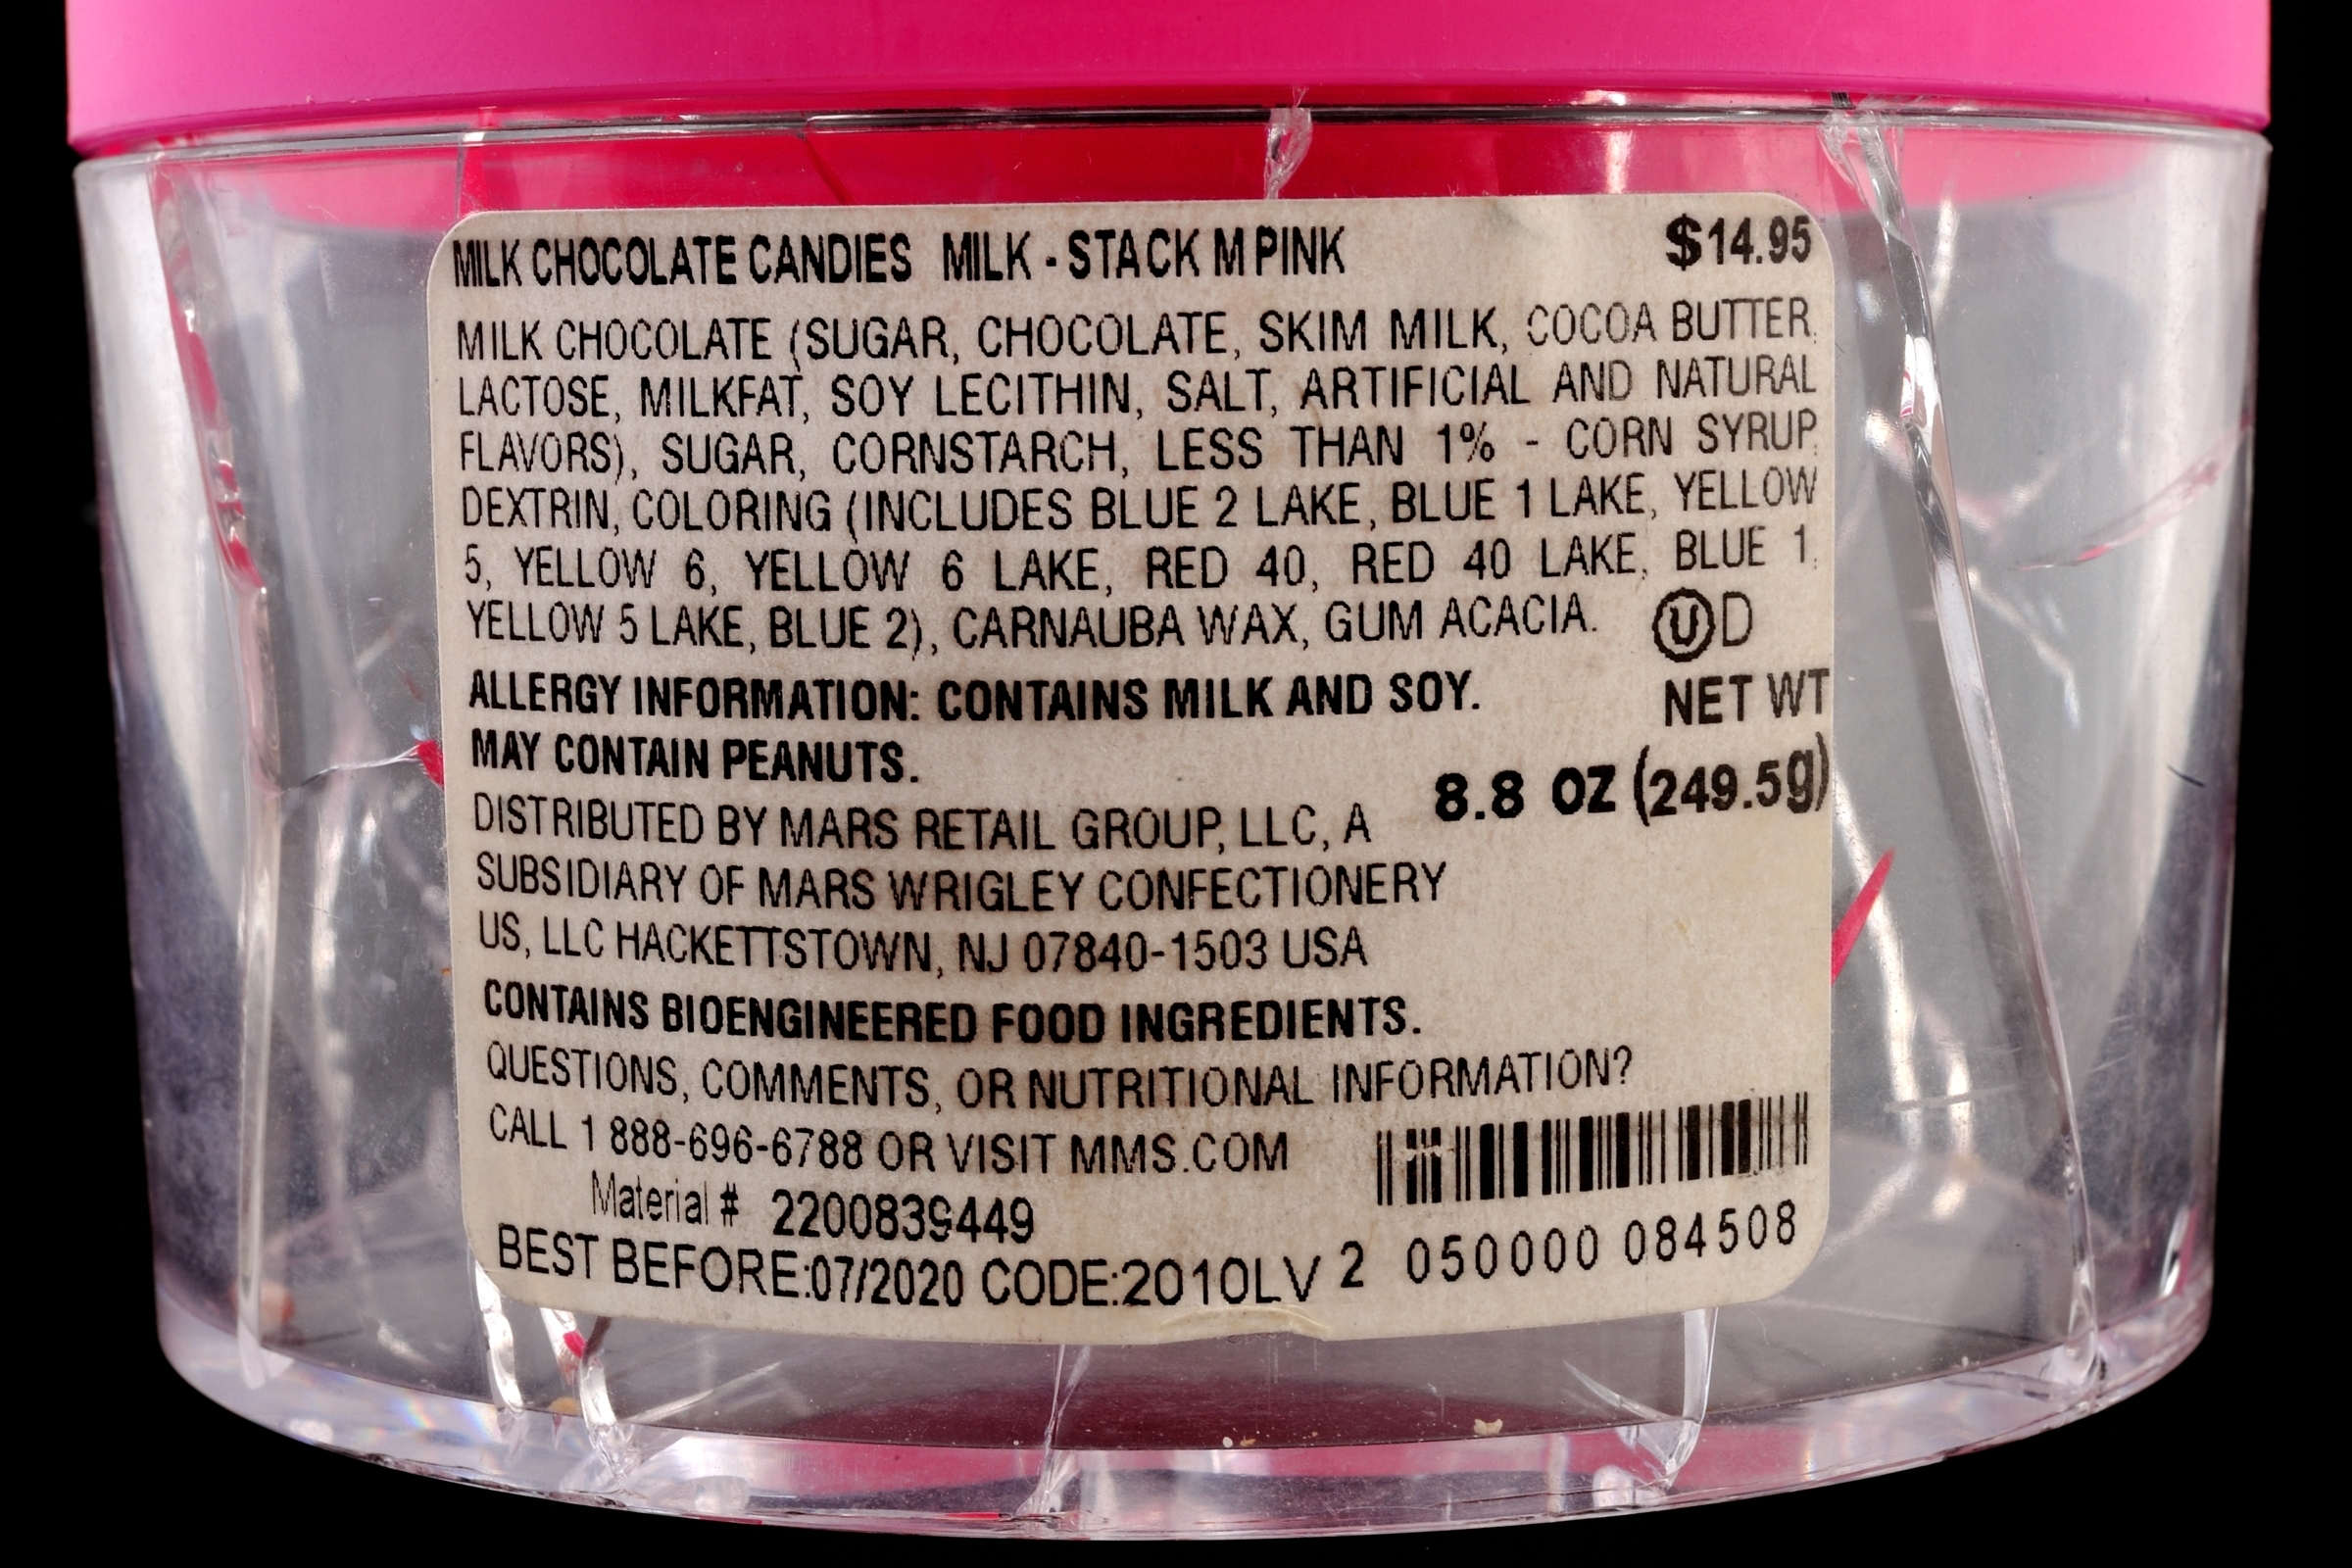 MILK CHOCOLATE CANDIES MILK - STACK M PINK $14.95
MILK CHOCOLATE (SUGAR, CHOCOLATE, SKIM MILK, COCOA BUTTER,
LACTOSE, MILKFAT, SOY LECITHIN, SALT, ARTIFICIAL AND NATURAL
FLAVORS), SUGAR, CORNSTARCH, LESS THAN 1% - CORN SYRUP,
DEXTRIN, COLORING (INCLUDES BLUE 2 LAKE, BLUE 1 LAKE, YELLOW
5, YELLOW 6, YELLOW 6 LAKE, RED 40, RED 40 LAKE, BLUE 1,
YELLOW 5 LAKE, BLUE 2), CARNAUBA WAX, GUM ACACIA. ⓊD
ALLERGY INFORMATION: CONTAINS MILK AND SOY. NET WT
MAY CONTAIN PEANUTS. 8.8 OZ (249.5g)
DISTRIBUTED BY MARS RETAIL GROUP, LLC, A
SUBSIDIARY OF MARS WRIGLEY CONFECTIONERY
US, LLC HACKETTSTOWN, NJ 07840-1503 USA
CONTAINS BIOENGINEERED FOOD INGREDIENTS.
QUESTIONS, COMMENTS, OR NUTRITIONAL INFORMATION?
CALL 1 888-696-6788 OR VISIT MMS.COM
Material # 2200839449
BEST BEFORE:07/2020 CODE:2010LV 2 050000 084508